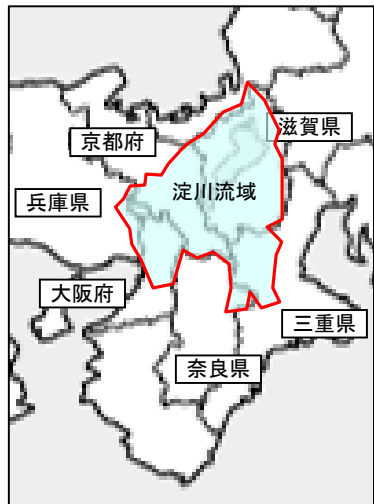 京都府
滋賀県
淀川流域
兵庫県
大阪府
三重県
奈良県